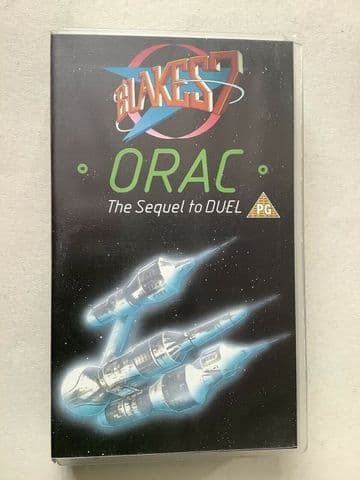 BLAKES 7
ORAC
The Sequel to DUEL
PG